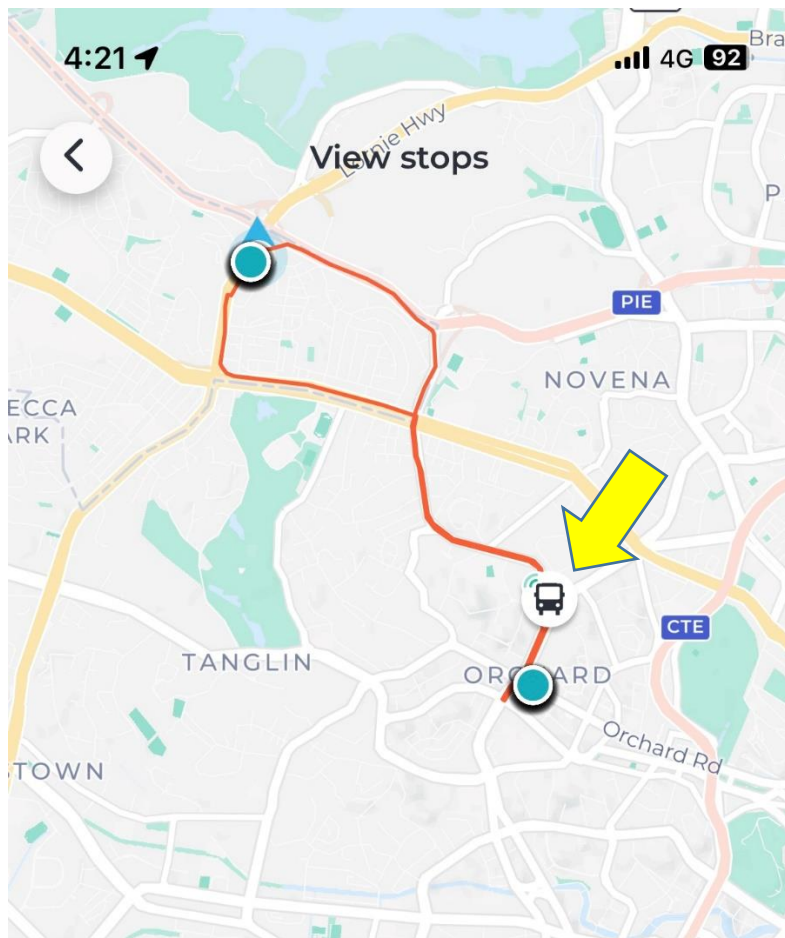 4:21
4G 92
Bra
Lornie Hwy
View stops
P
PIE
NOVENA
ECCA
ARK
CTE
TANGLIN
ORCHARD
Orchard Rd
STOWN